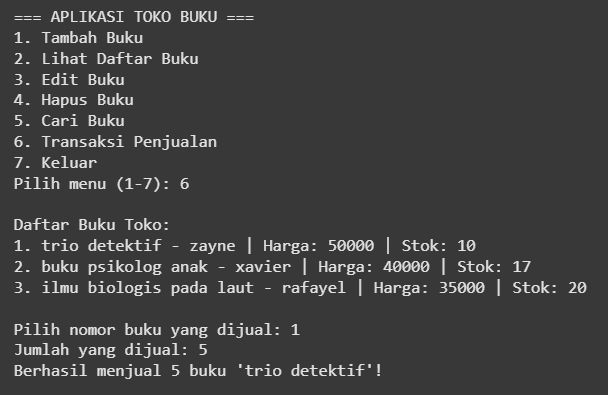 === APLIKASI TOKO BUKU ===
1. Tambah Buku
2. Lihat Daftar Buku
3. Edit Buku
4. Hapus Buku
5. Cari Buku
6. Transaksi Penjualan
7. Keluar
Pilih menu (1-7): 6
Daftar Buku Toko:
1. trio detektif - zayne | Harga: 50000 | Stok: 10
2. buku psikolog anak - xavier | Harga: 40000 | Stok: 17
3. ilmu biologis pada laut - rafayel | Harga: 35000 | Stok: 20
Pilih nomor buku yang dijual: 1
Jumlah yang dijual: 5
Berhasil menjual 5 buku 'trio detektif'!